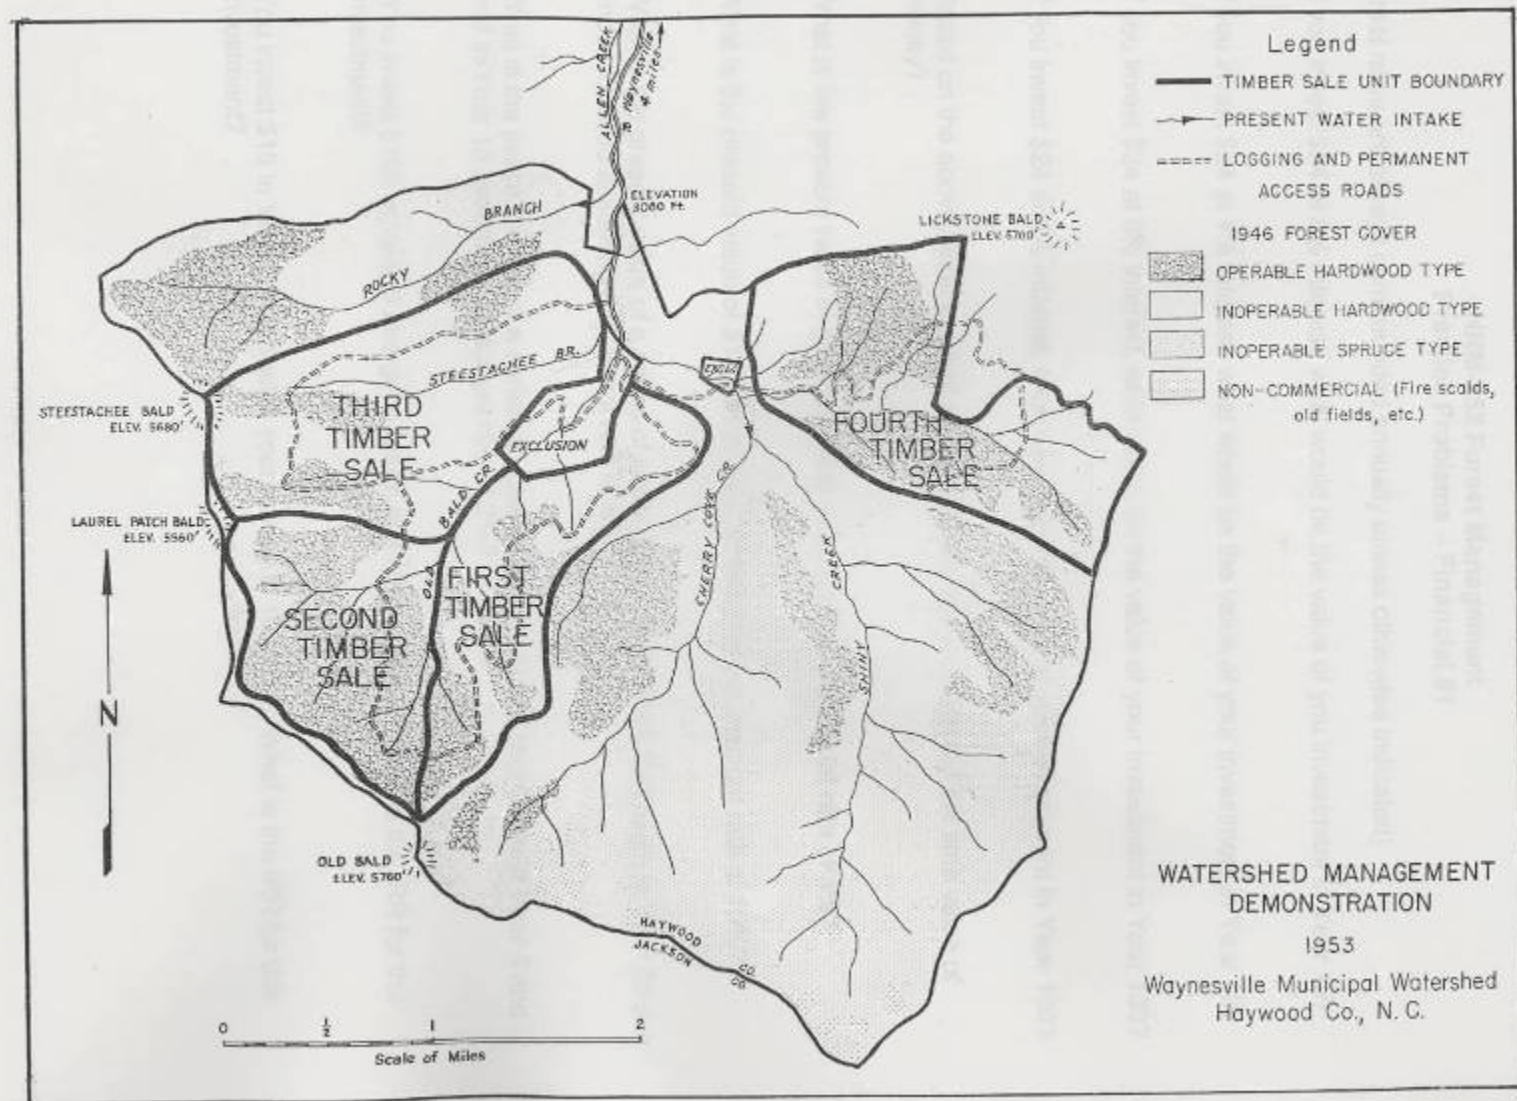 Legend
TIMBER SALE UNIT BOUNDARY
PRESENT WATER INTAKE
LOGGING AND PERMANENT
ACCESS ROADS
1946 FOREST COVER
OPERABLE HARDWOOD TYPE
INOPERABLE HARDWOOD TYPE
INOPERABLE SPRUCE TYPE
NON-COMMERCIAL (Fire scalds,
old fields, etc.)
ALLEN CREEK
to Waynesville
4 miles
ELEVATION
3080 Ft.
ROCKY BRANCH
LICKSTONE BALD
ELEV. 5700'
STEESTACHEE BR.
STEESTACHEE BALD
ELEV. 5680'
THIRD
TIMBER
SALE
EXCLUSION
EXCLU.
FOURTH
TIMBER
SALE
LAUREL PATCH BALD
ELEV. 5560'
OLD BALD CR.
CHERRY COVE CR.
SHINY CREEK
FIRST
TIMBER
SALE
SECOND
TIMBER
SALE
N
OLD BALD
ELEV. 5760'
HAYWOOD CO.
JACKSON CO.
0 1/2 1 2
Scale of Miles
WATERSHED MANAGEMENT
DEMONSTRATION
1953
Waynesville Municipal Watershed
Haywood Co., N.C.